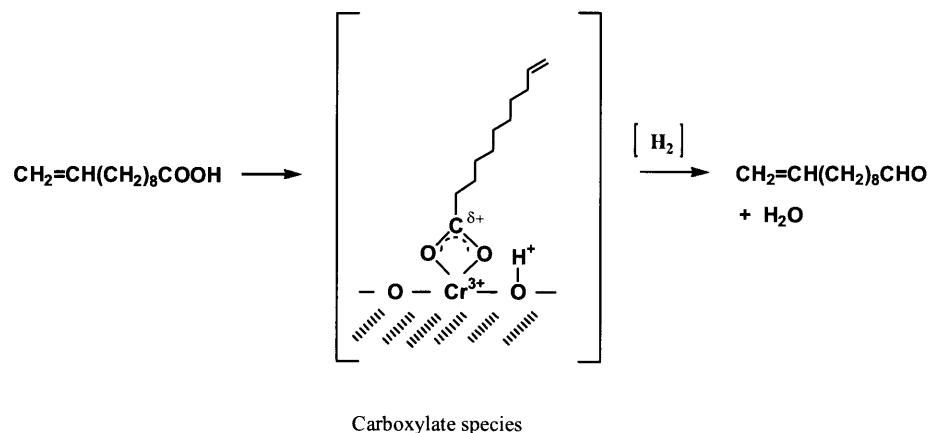 CH₂=CH(CH₂)₈COOH
C δ+
O O H⁺
— O — Cr³⁺ — O —
[ H₂ ]
CH₂=CH(CH₂)₈CHO
+ H₂O
Carboxylate species